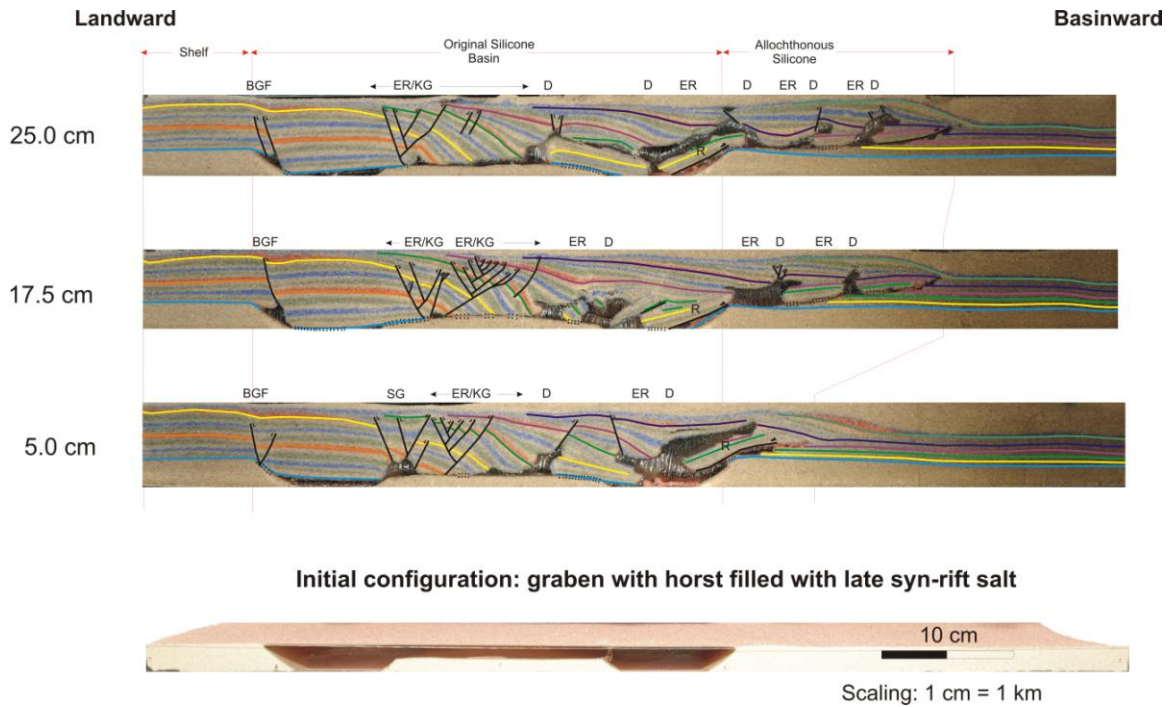 Landward
Basinward
Shelf
Original Silicone
Basin
Allochthonous
Silicone
BGF ER/KG D D ER D ER D ER D
25.0 cm
R
BGF ER/KG ER/KG ER D ER D ER D
17.5 cm
R
BGF SG ER/KG D ER D
5.0 cm
R
Initial configuration: graben with horst filled with late syn-rift salt
10 cm
Scaling: 1 cm = 1 km